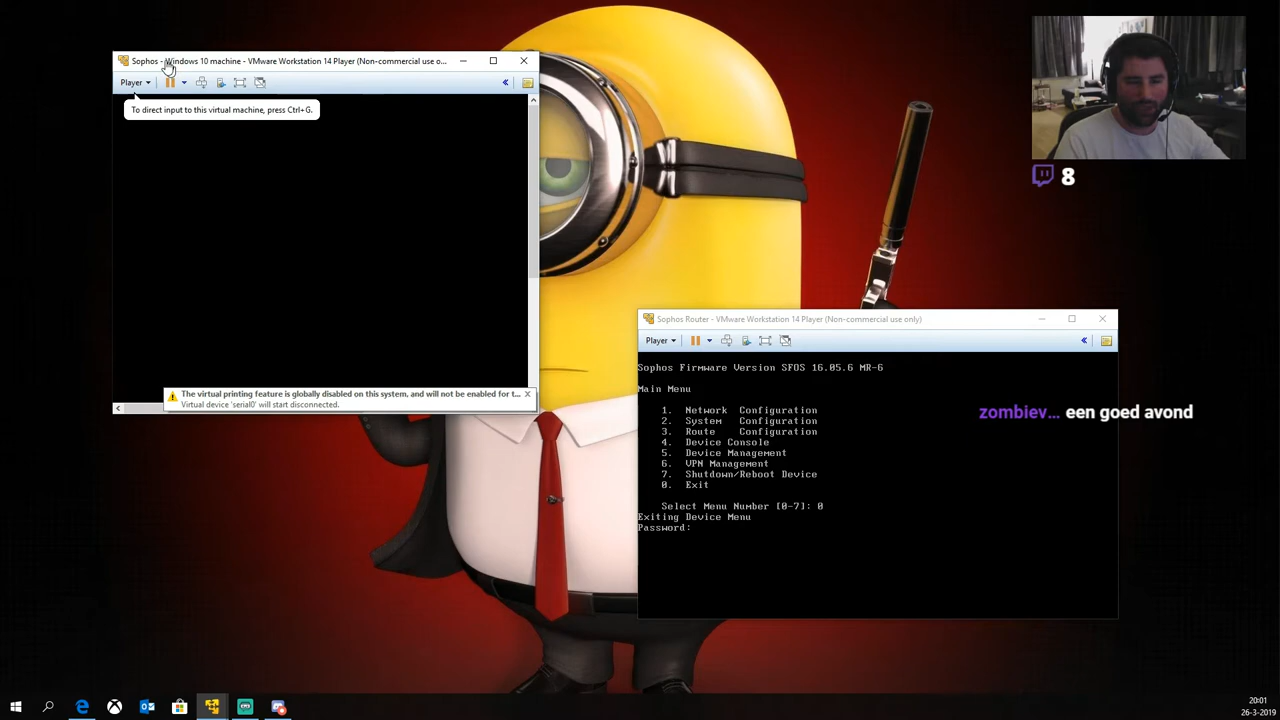 Sophos - Windows 10 machine - VMware Workstation 14 Player (Non-commercial use o...
Player
To direct input to this virtual machine, press Ctrl+G.
The virtual printing feature is globally disabled on this system, and will not be enabled for t...
Virtual device 'serial0' will start disconnected.
8
Sophos Router - VMware Workstation 14 Player (Non-commercial use only)
Player
Sophos Firmware Version SFOS 16.05.6 MR-6
Main Menu
1. Network Configuration
2. System Configuration
3. Route Configuration
4. Device Console
5. Device Management
6. VPN Management
7. Shutdown/Reboot Device
0. Exit
Select Menu Number [0-7]: 0
Exiting Device Menu
Password:
zombiev... een goed avond
20:01
26-3-2019